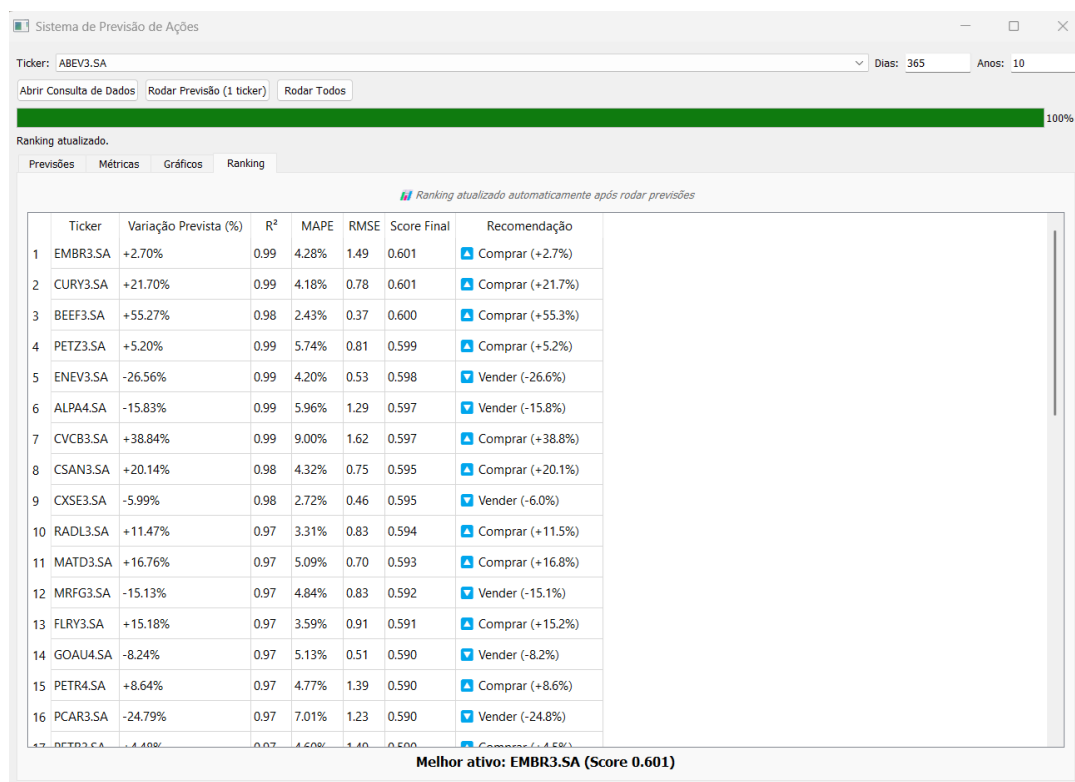 Sistema de Previsão de Ações
Ticker: ABEV3.SA Dias: 365 Anos: 10
Abrir Consulta de Dados Rodar Previsão (1 ticker) Rodar Todos
100%
Ranking atualizado.
Previsões Métricas Gráficos Ranking
Ranking atualizado automaticamente após rodar previsões
Ticker Variação Prevista (%) R² MAPE RMSE Score Final Recomendação
1 EMBR3.SA +2.70% 0.99 4.28% 1.49 0.601 Comprar (+2.7%)
2 CURY3.SA +21.70% 0.99 4.18% 0.78 0.601 Comprar (+21.7%)
3 BEEF3.SA +55.27% 0.98 2.43% 0.37 0.600 Comprar (+55.3%)
4 PETZ3.SA +5.20% 0.99 5.74% 0.81 0.599 Comprar (+5.2%)
5 ENEV3.SA -26.56% 0.99 4.20% 0.53 0.598 Vender (-26.6%)
6 ALPA4.SA -15.83% 0.99 5.96% 1.29 0.597 Vender (-15.8%)
7 CVCB3.SA +38.84% 0.99 9.00% 1.62 0.597 Comprar (+38.8%)
8 CSAN3.SA +20.14% 0.98 4.32% 0.75 0.595 Comprar (+20.1%)
9 CXSE3.SA -5.99% 0.98 2.72% 0.46 0.595 Vender (-6.0%)
10 RADL3.SA +11.47% 0.97 3.31% 0.83 0.594 Comprar (+11.5%)
11 MATD3.SA +16.76% 0.97 5.09% 0.70 0.593 Comprar (+16.8%)
12 MRFG3.SA -15.13% 0.97 4.84% 0.83 0.592 Vender (-15.1%)
13 FLRY3.SA +15.18% 0.97 3.59% 0.91 0.591 Comprar (+15.2%)
14 GOAU4.SA -8.24% 0.97 5.13% 0.51 0.590 Vender (-8.2%)
15 PETR4.SA +8.64% 0.97 4.77% 1.39 0.590 Comprar (+8.6%)
16 PCAR3.SA -24.79% 0.97 7.01% 1.23 0.590 Vender (-24.8%)
17 PETR3.SA +4.48% 0.97 4.60% 1.49 0.590 Comprar (+4.5%)
Melhor ativo: EMBR3.SA (Score 0.601)